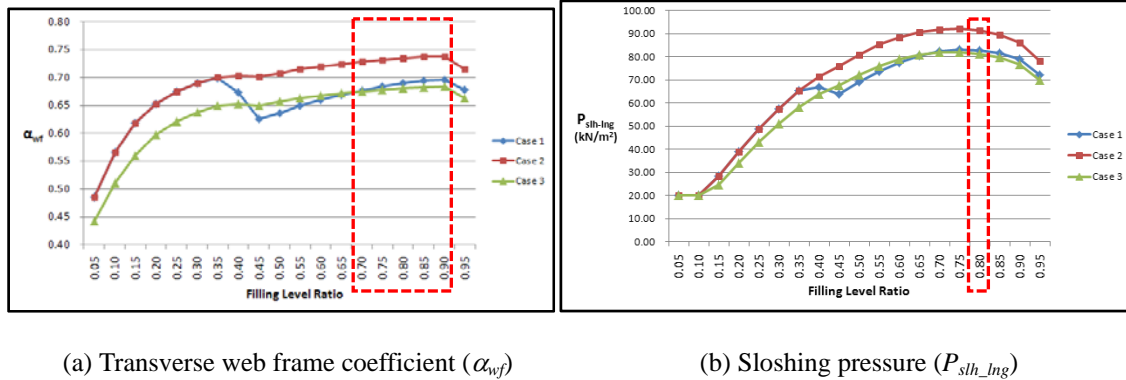 0.80
0.75
0.70
0.65
0.60
0.55
0.50
0.45
0.40
αwf
0.05 0.10 0.15 0.20 0.25 0.30 0.35 0.40 0.45 0.50 0.55 0.60 0.65 0.70 0.75 0.80 0.85 0.90 0.95
Filling Level Ratio
Case 1
Case 2
Case 3
100.00
90.00
80.00
70.00
60.00
50.00
40.00
30.00
20.00
10.00
0.00
Pslh-lng
(kN/m²)
0.05 0.10 0.15 0.20 0.25 0.30 0.35 0.40 0.45 0.50 0.55 0.60 0.65 0.70 0.75 0.80 0.85 0.90 0.95
Filling Level Ratio
Case 1
Case 2
Case 3
(a) Transverse web frame coefficient (αwf)
(b) Sloshing pressure (Pslh_lng)